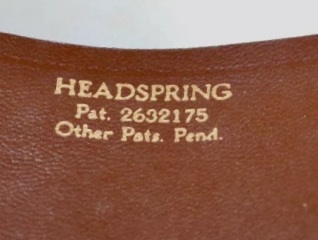 HEADSPRING
Pat. 2632175
Other Pats. Pend.